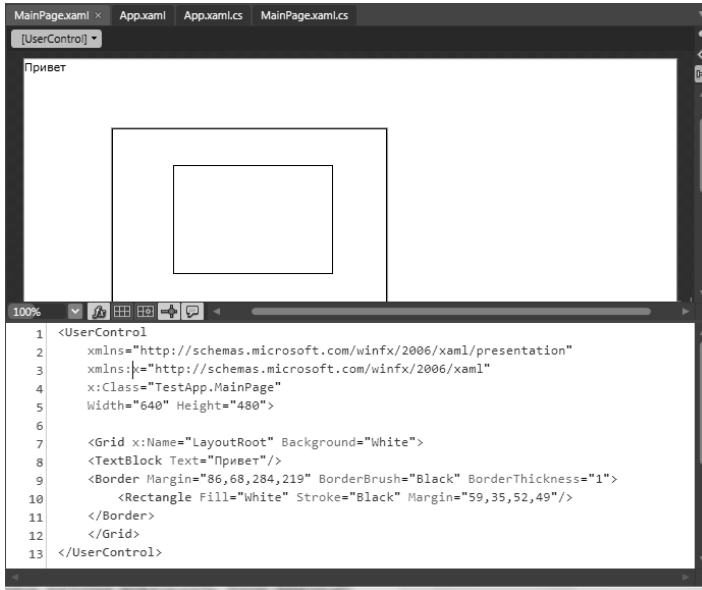 MainPage.xaml × App.xaml App.xaml.cs MainPage.xaml.cs
[UserControl]
Привет
100%
1 <UserControl
2 xmlns="http://schemas.microsoft.com/winfx/2006/xaml/presentation"
3 xmlns:x="http://schemas.microsoft.com/winfx/2006/xaml"
4 x:Class="TestApp.MainPage"
5 Width="640" Height="480">
6
7 <Grid x:Name="LayoutRoot" Background="White">
8 <TextBlock Text="Привет"/>
9 <Border Margin="86,68,284,219" BorderBrush="Black" BorderThickness="1">
10 <Rectangle Fill="White" Stroke="Black" Margin="59,35,52,49"/>
11 </Border>
12 </Grid>
13 </UserControl>